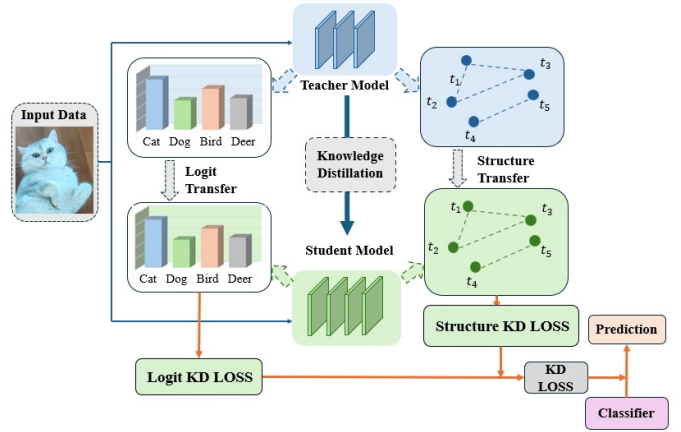 Input Data
Cat Dog Bird Deer
Teacher Model
t₁
t₂
t₃
t₄
t₅
Logit
Transfer
Knowledge
Distillation
Structure
Transfer
Cat Dog Bird Deer
Student Model
t₁
t₂
t₃
t₄
t₅
Structure KD LOSS
Prediction
Logit KD LOSS
KD
LOSS
Classifier